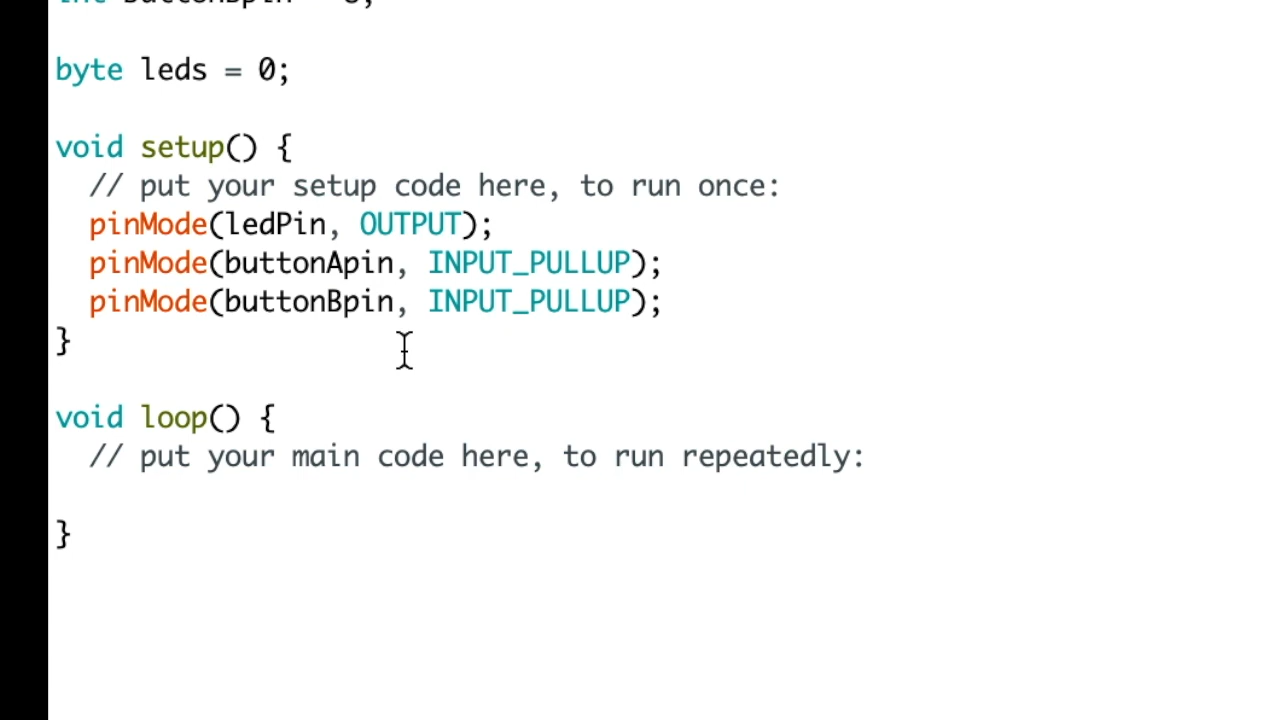 byte leds = 0;
void setup() {
// put your setup code here, to run once:
pinMode(ledPin, OUTPUT);
pinMode(buttonApin, INPUT_PULLUP);
pinMode(buttonBpin, INPUT_PULLUP);
}
void loop() {
// put your main code here, to run repeatedly:
}